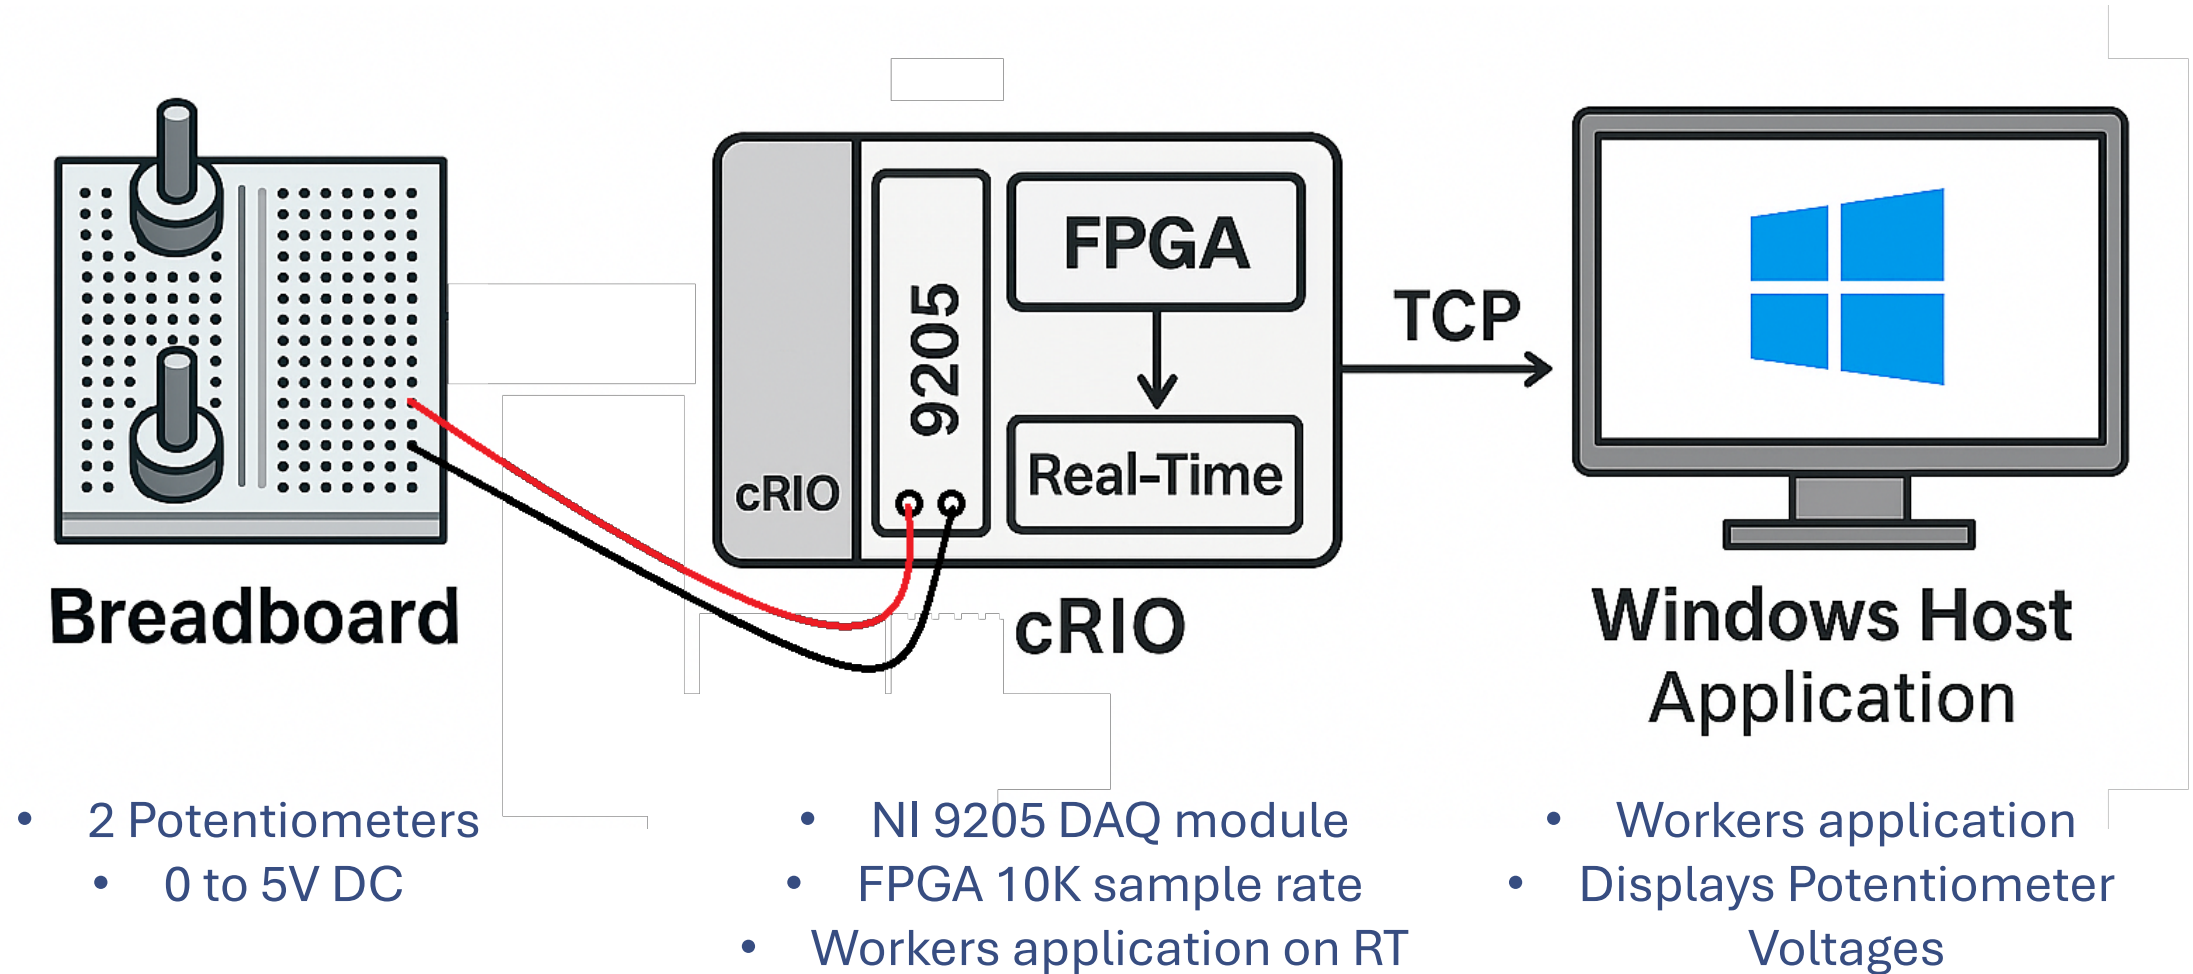 FPGA
9205
TCP
Real-Time
cRIO
Breadboard
cRIO
Windows Host
Application
• 2 Potentiometers
• 0 to 5V DC
• NI 9205 DAQ module
• FPGA 10K sample rate
• Workers application on RT
• Workers application
• Displays Potentiometer
Voltages